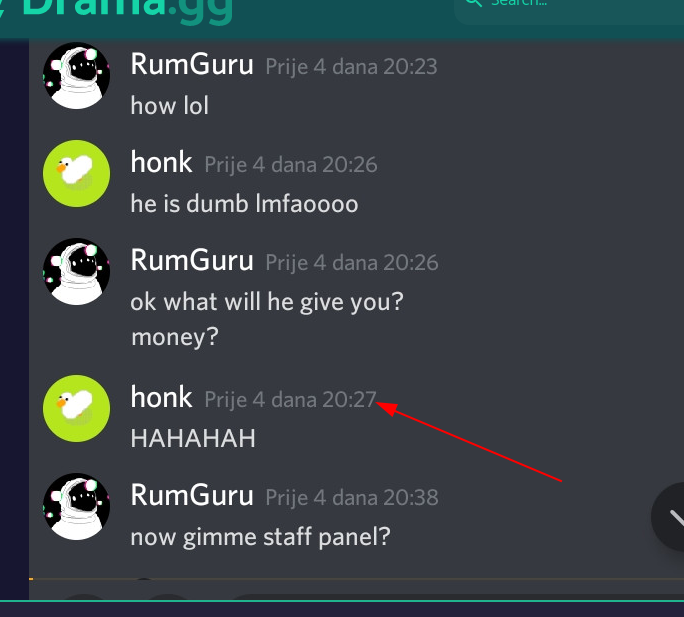 Drama.gg
Search...
RumGuru Prije 4 dana 20:23
how lol
honk Prije 4 dana 20:26
he is dumb lmfaoooo
RumGuru Prije 4 dana 20:26
ok what will he give you?
money?
honk Prije 4 dana 20:27
HAHAHAH
RumGuru Prije 4 dana 20:38
now gimme staff panel?